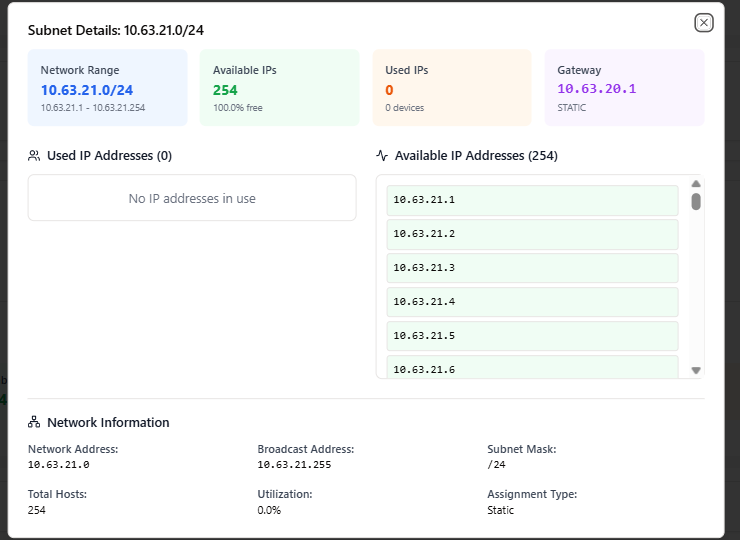 Subnet Details: 10.63.21.0/24
Network Range
10.63.21.0/24
10.63.21.1 - 10.63.21.254
Available IPs
254
100.0% free
Used IPs
0
0 devices
Gateway
10.63.20.1
STATIC
Used IP Addresses (0)
No IP addresses in use
Available IP Addresses (254)
10.63.21.1
10.63.21.2
10.63.21.3
10.63.21.4
10.63.21.5
10.63.21.6
Network Information
Network Address:
10.63.21.0
Broadcast Address:
10.63.21.255
Subnet Mask:
/24
Total Hosts:
254
Utilization:
0.0%
Assignment Type:
Static